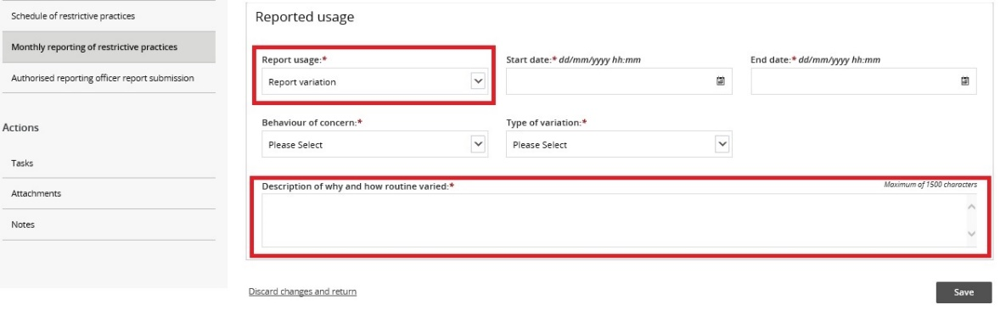 Schedule of restrictive practices
Monthly reporting of restrictive practices
Authorised reporting officer report submission
Actions
Tasks
Attachments
Notes
Reported usage
Report usage:* Start date:* dd/mm/yyyy hh:mm End date:* dd/mm/yyyy hh:mm
Report variation
Behaviour of concern:* Type of variation:*
Please Select Please Select
Description of why and how routine varied:* Maximum of 1500 characters
Discard changes and return Save